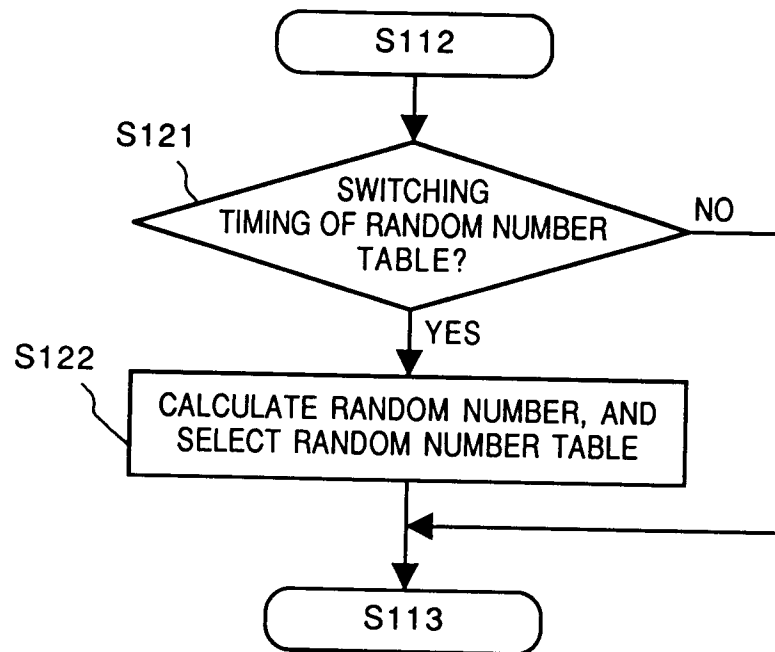 S112
S121
SWITCHING
TIMING OF RANDOM NUMBER
TABLE?
NO
YES
S122
CALCULATE RANDOM NUMBER, AND
SELECT RANDOM NUMBER TABLE
S113